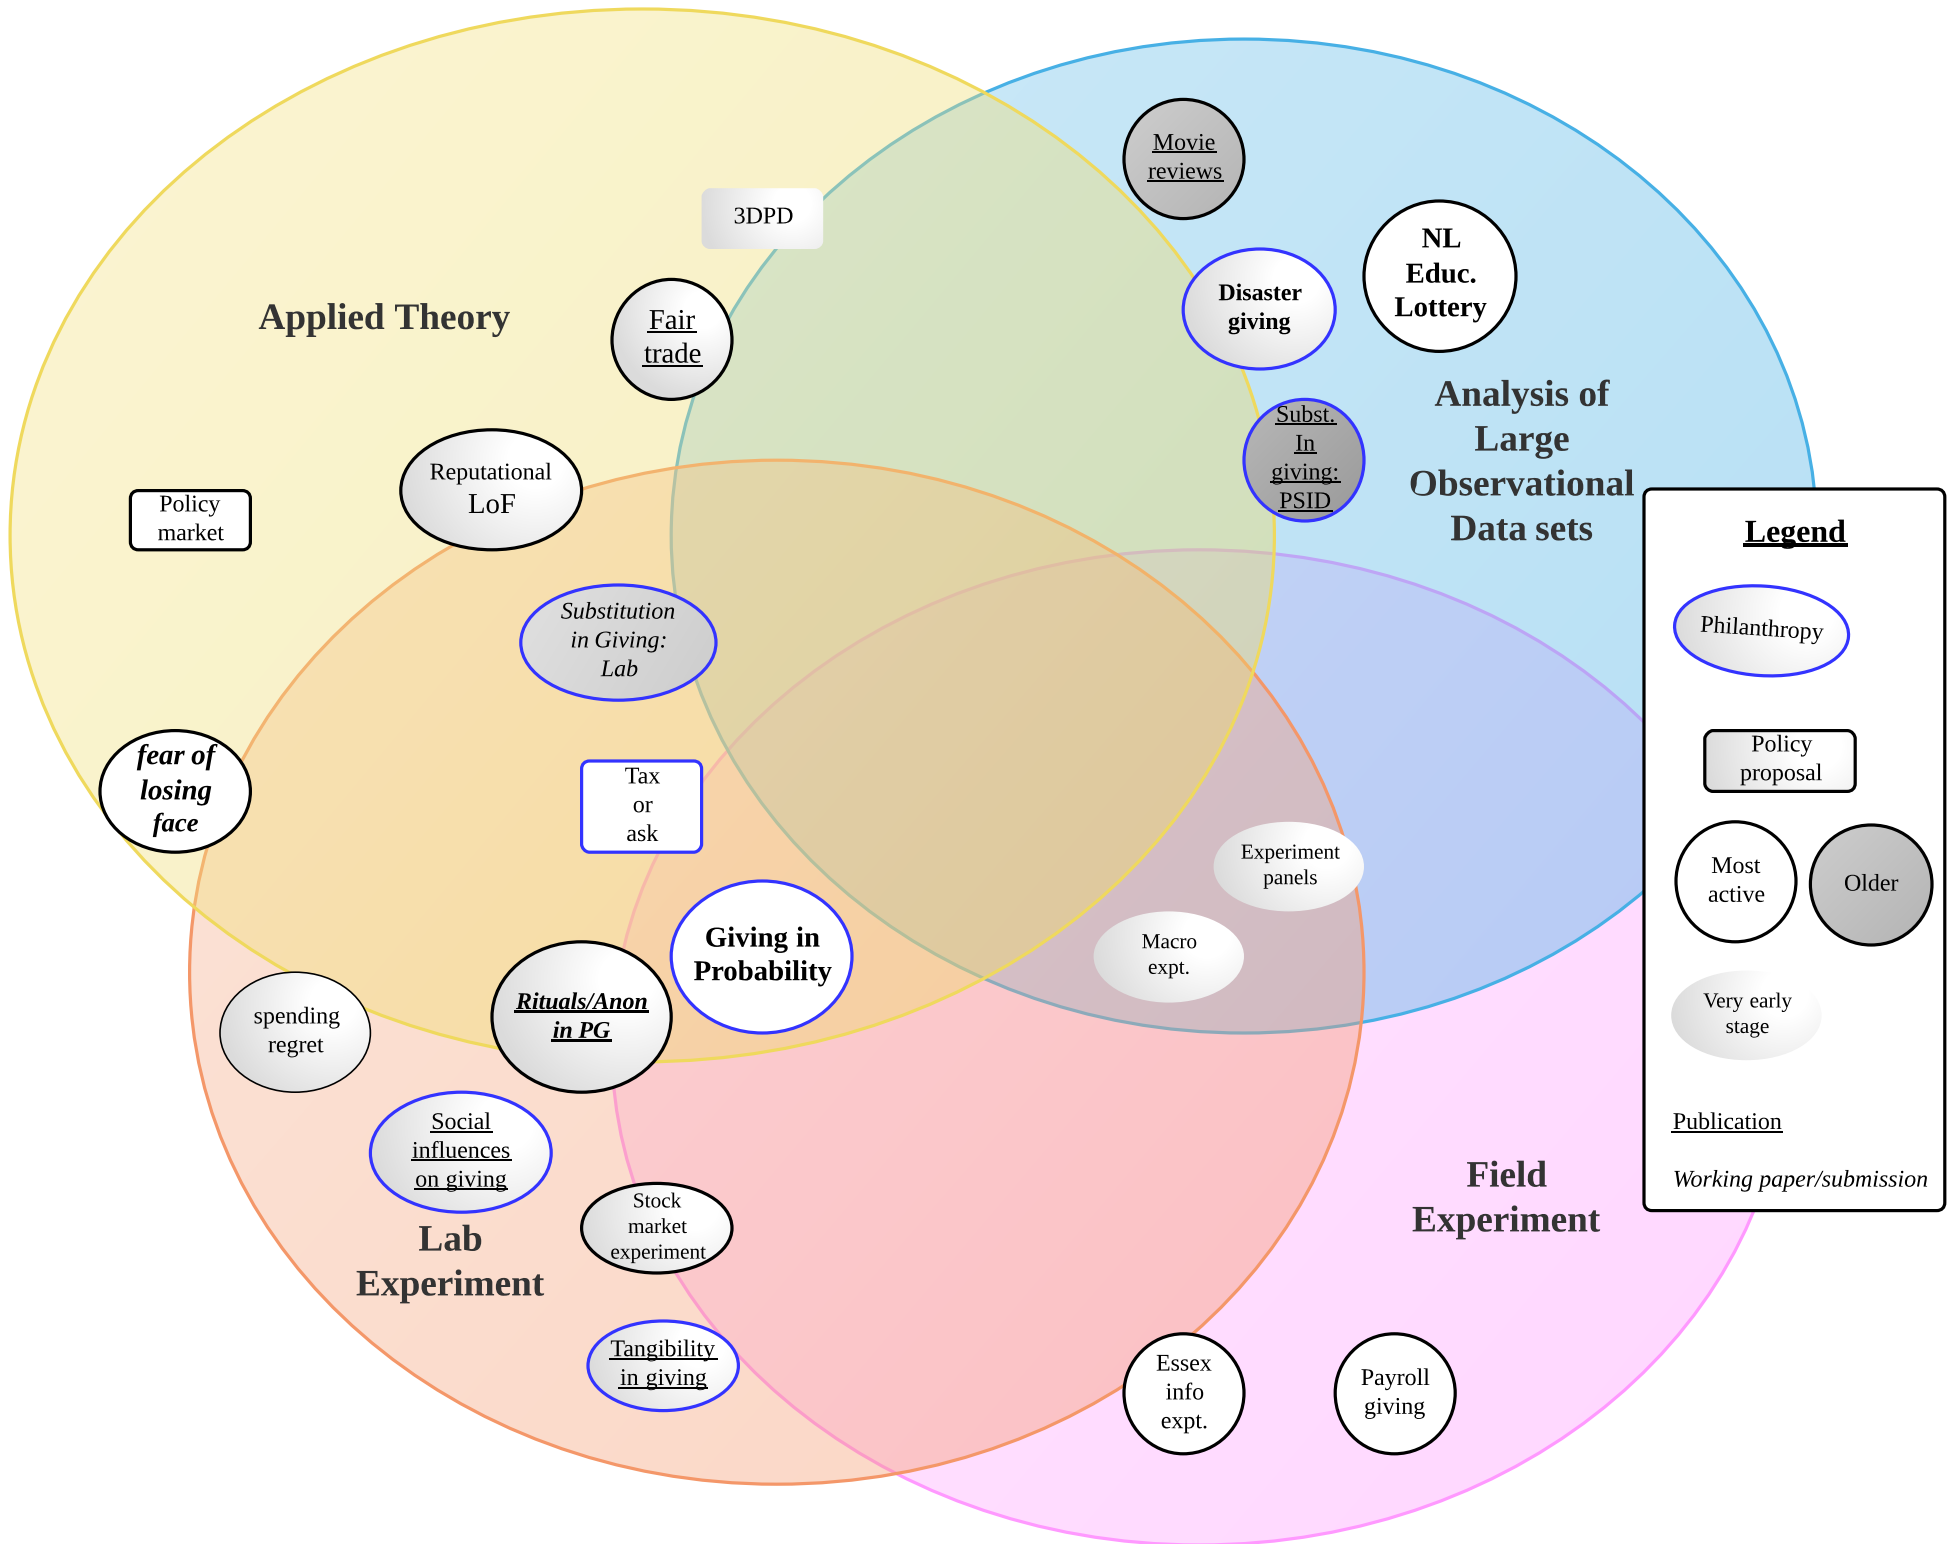 Movie
reviews
3DPD
NL
Educ.
Lottery
Disaster
giving
Applied Theory
Fair
trade
Analysis of
Large
Observational
Data sets
Subst.
In
giving:
PSID
Reputational
LoF
Policy
market
Substitution
in Giving:
Lab
fear of
losing
face
Tax
or
ask
Experiment
panels
Giving in
Probability
Macro
expt.
Rituals/Anon
in PG
spending
regret
Social
influences
on giving
Stock
market
experiment
Lab
Experiment
Field
Experiment
Tangibility
in giving
Essex
info
expt.
Payroll
giving
Legend
Philanthropy
Policy
proposal
Most
active
Older
Very early
stage
Publication
Working paper/submission